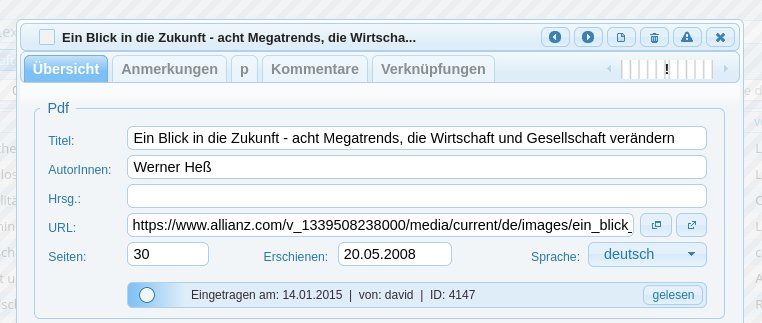 Ein Blick in die Zukunft - acht Megatrends, die Wirtscha...
Übersicht Anmerkungen p Kommentare Verknüpfungen !
Pdf
Titel: Ein Blick in die Zukunft - acht Megatrends, die Wirtschaft und Gesellschaft verändern
AutorInnen: Werner Heß
Hrsg.:
URL: https://www.allianz.com/v_1339508238000/media/current/de/images/ein_blick_
Seiten: 30 Erschienen: 20.05.2008 Sprache: deutsch
Eingetragen am: 14.01.2015 | von: david | ID: 4147 gelesen